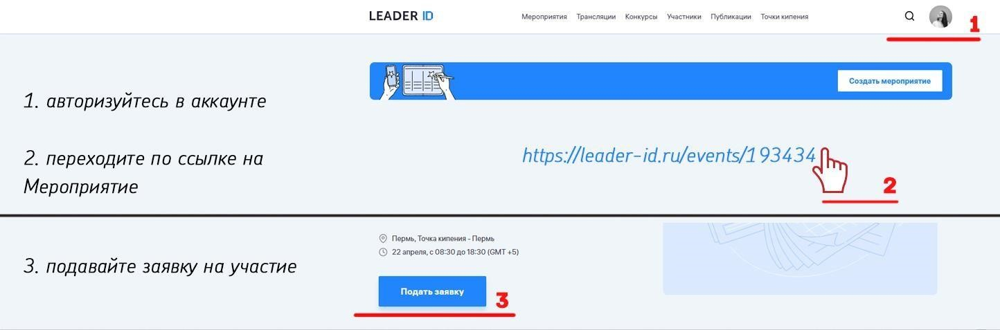 LEADER ID
Мероприятия Трансляции Конкурсы Участники Публикации Точки кипения
1
Создать мероприятие
1. авторизуйтесь в аккаунте
2. переходите по ссылке на
Мероприятие
https://leader-id.ru/events/193434
2
3. подавайте заявку на участие
Пермь, Точка кипения - Пермь
22 апреля, с 08:30 до 18:30 (GMT +5)
Подать заявку
3